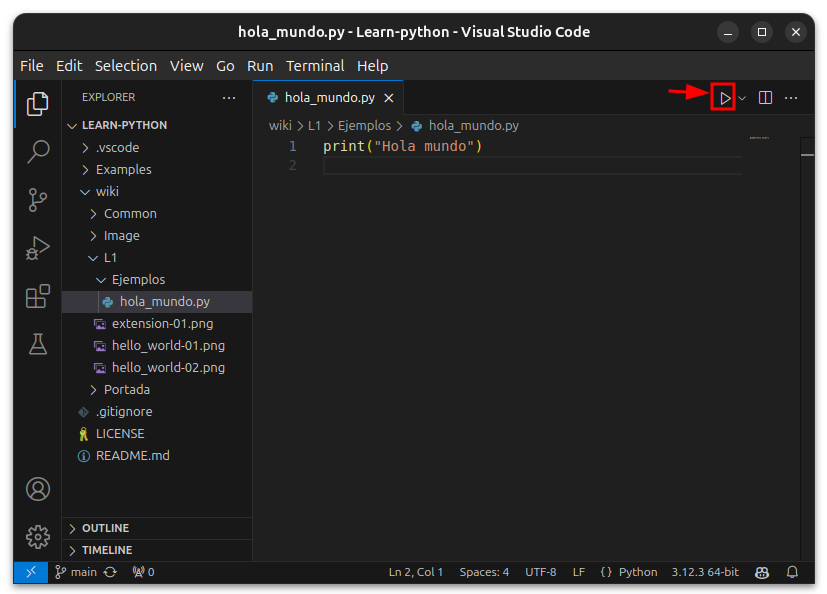 hola_mundo.py - Learn-python - Visual Studio Code
File Edit Selection View Go Run Terminal Help
EXPLORER
LEARN-PYTHON
.vscode
Examples
wiki
Common
Image
L1
Ejemplos
hola_mundo.py
extension-01.png
hello_world-01.png
hello_world-02.png
Portada
.gitignore
LICENSE
README.md
OUTLINE
TIMELINE
hola_mundo.py
wiki > L1 > Ejemplos > hola_mundo.py
1 print("Hola mundo")
2
main 0 Ln 2, Col 1 Spaces: 4 UTF-8 LF {} Python 3.12.3 64-bit